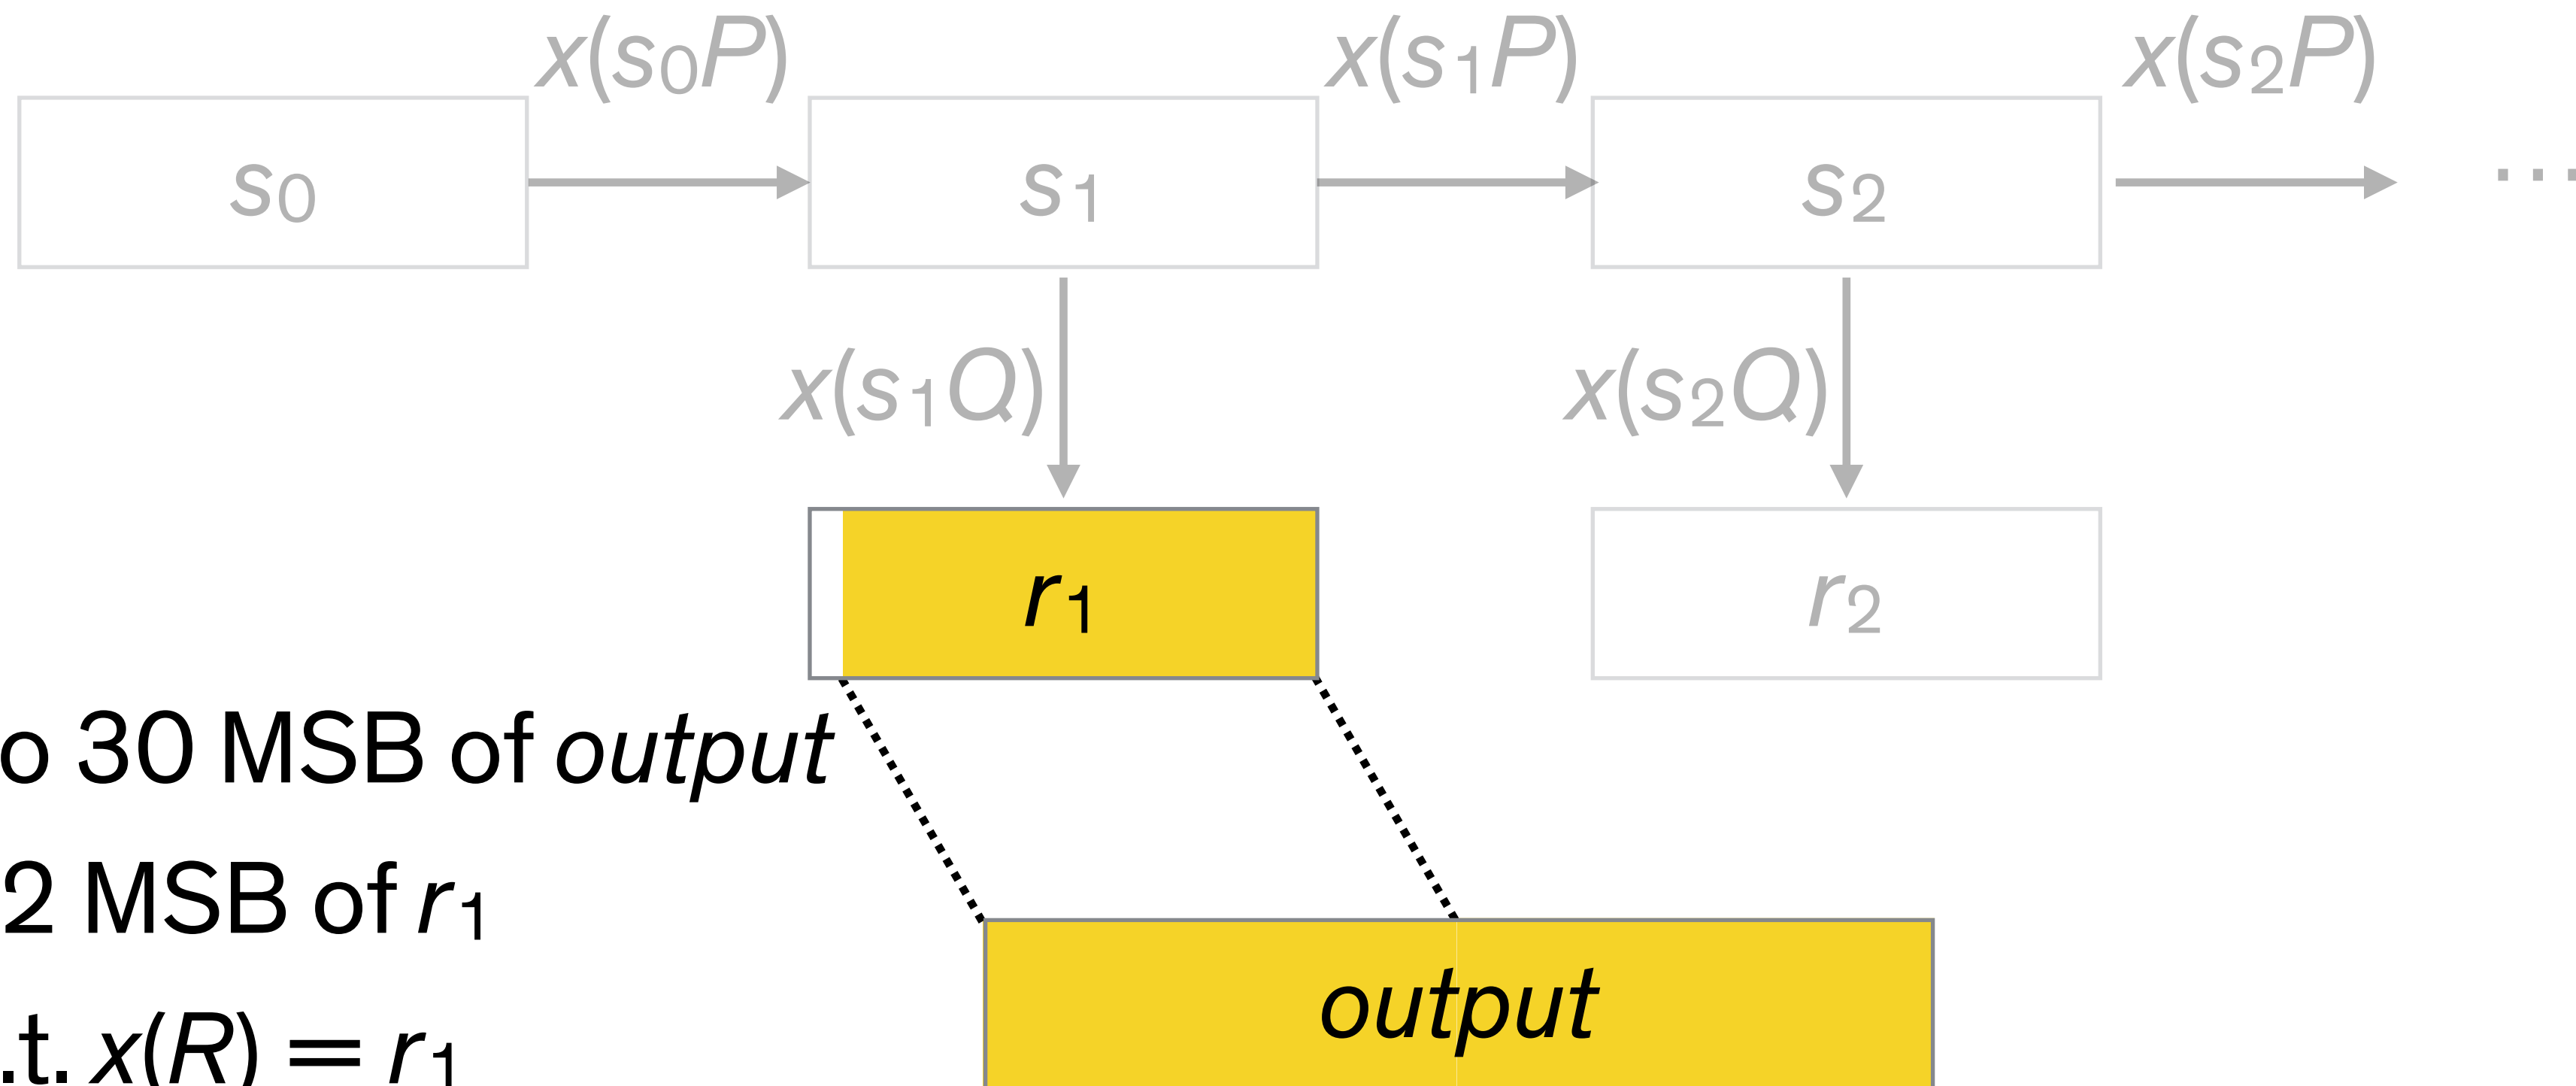 x(s₀P) x(s₁P) x(s₂P)
s₀ s₁ s₂ ...
x(s₁Q) x(s₂Q)
r₁ r₂
o 30 MSB of output
2 MSB of r₁
output
.t. x(R) = r₁